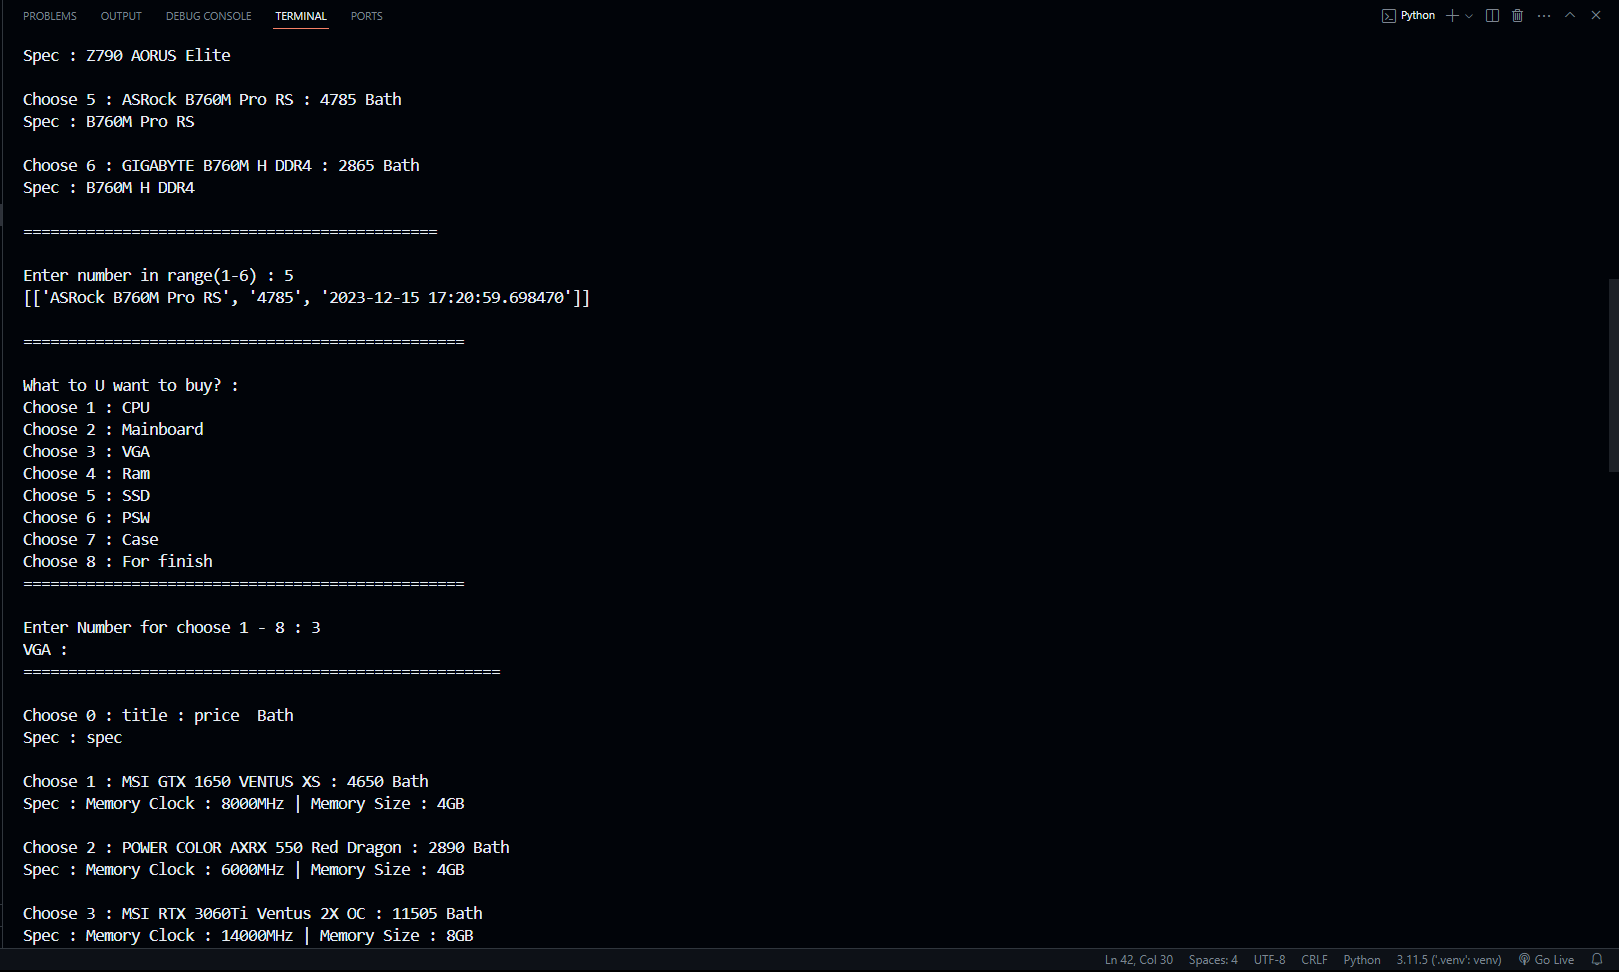 PROBLEMS OUTPUT DEBUG CONSOLE TERMINAL PORTS Python
Spec : Z790 AORUS Elite
Choose 5 : ASRock B760M Pro RS : 4785 Bath
Spec : B760M Pro RS
Choose 6 : GIGABYTE B760M H DDR4 : 2865 Bath
Spec : B760M H DDR4
==============================================
Enter number in range(1-6) : 5
[['ASRock B760M Pro RS', '4785', '2023-12-15 17:20:59.698470']]
=================================================
What to U want to buy? :
Choose 1 : CPU
Choose 2 : Mainboard
Choose 3 : VGA
Choose 4 : Ram
Choose 5 : SSD
Choose 6 : PSW
Choose 7 : Case
Choose 8 : For finish
=================================================
Enter Number for choose 1 - 8 : 3
VGA :
=====================================================
Choose 0 : title : price  Bath
Spec : spec
Choose 1 : MSI GTX 1650 VENTUS XS : 4650 Bath
Spec : Memory Clock : 8000MHz | Memory Size : 4GB
Choose 2 : POWER COLOR AXRX 550 Red Dragon : 2890 Bath
Spec : Memory Clock : 6000MHz | Memory Size : 4GB
Choose 3 : MSI RTX 3060Ti Ventus 2X OC : 11505 Bath
Spec : Memory Clock : 14000MHz | Memory Size : 8GB
Ln 42, Col 30 Spaces: 4 UTF-8 CRLF Python 3.11.5 ('.venv': venv) Go Live